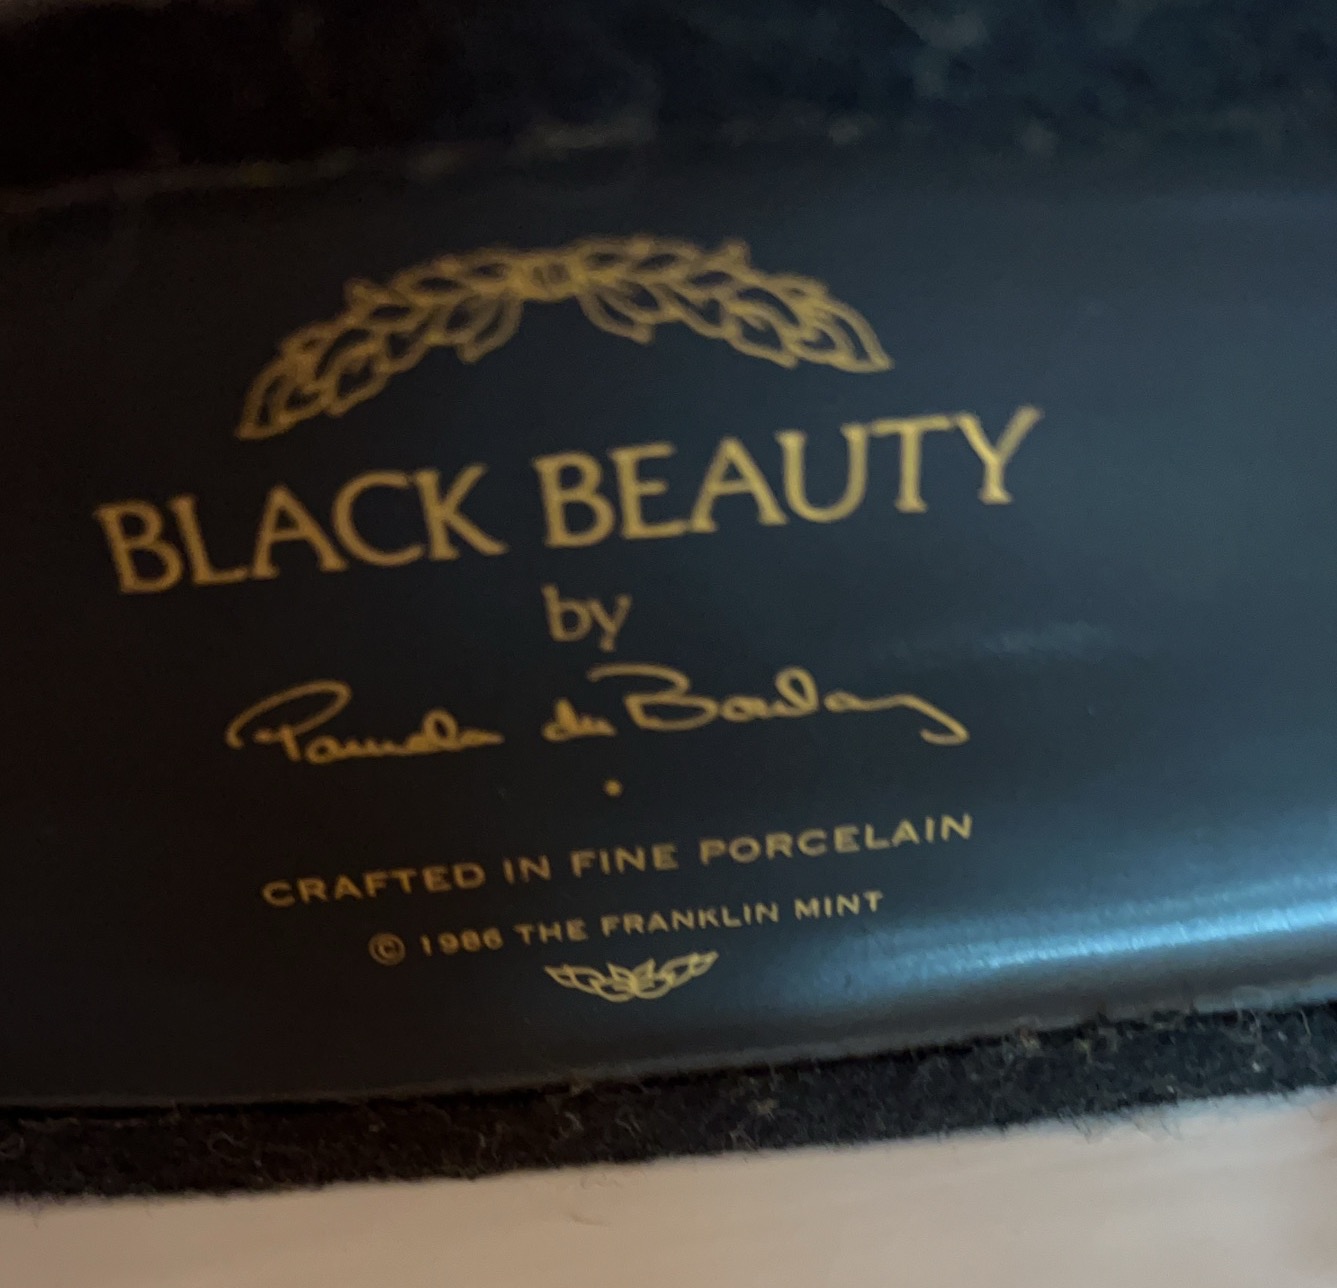 BLACK BEAUTY
by
Pamela du Boulay
CRAFTED IN FINE PORCELAIN
© 1986 THE FRANKLIN MINT